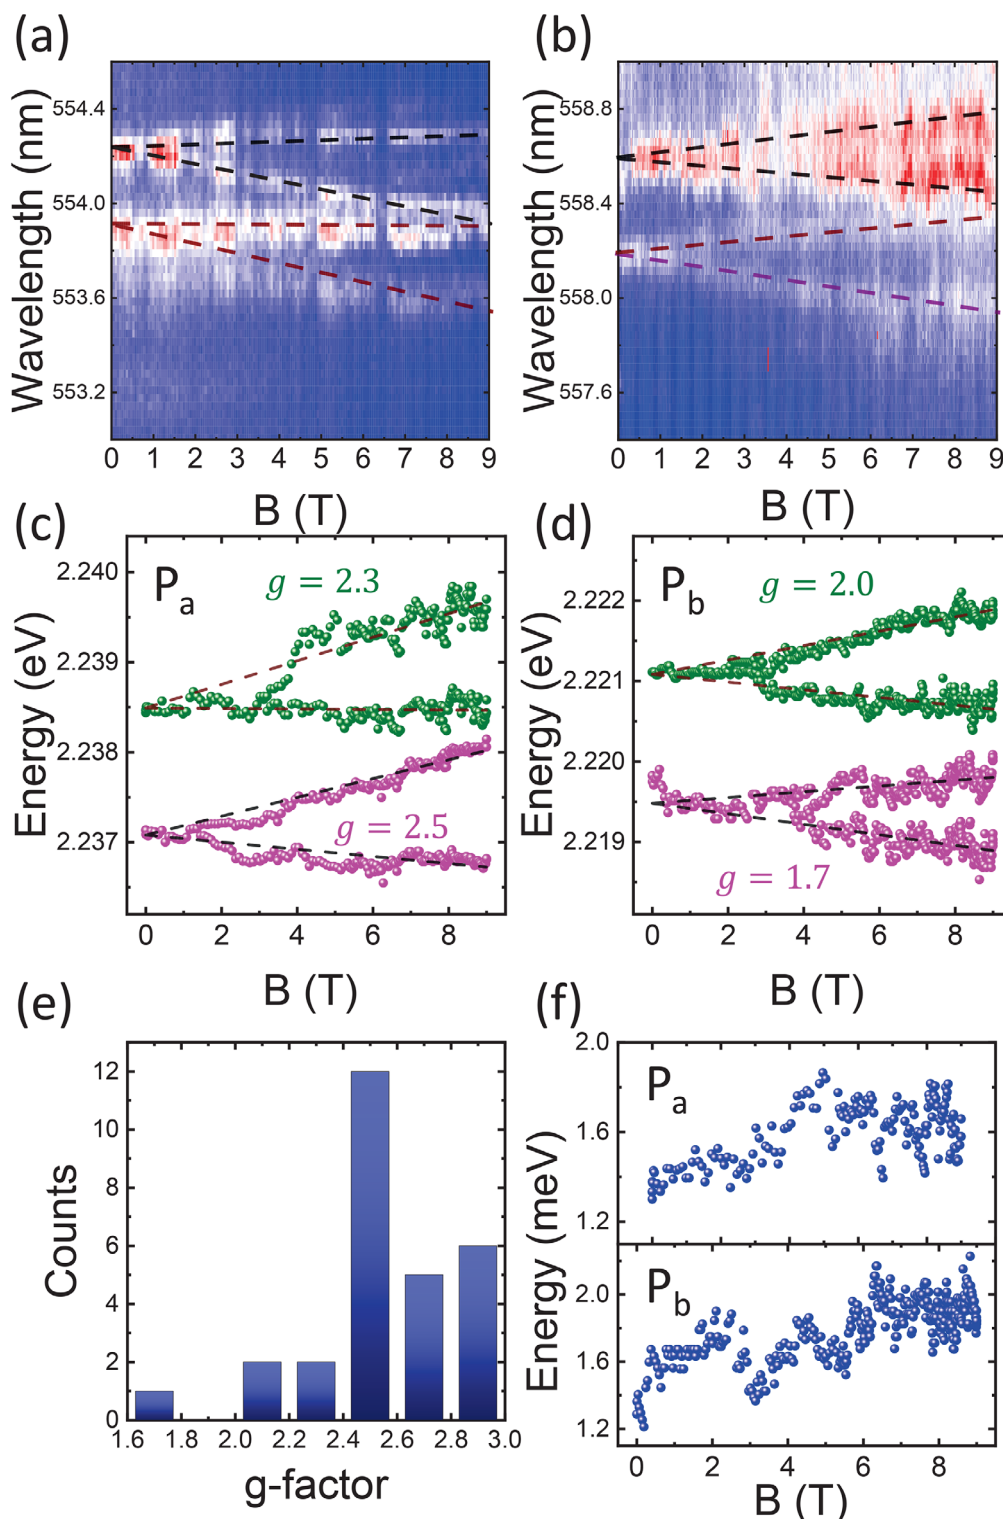 (a)
Wavelength (nm)
554.4
554.0
553.6
553.2
0 1 2 3 4 5 6 7 8 9
B (T)
(b)
Wavelength (nm)
558.8
558.4
558.0
557.6
0 1 2 3 4 5 6 7 8 9
B (T)
(c)
Energy (eV)
2.240
2.239
2.238
2.237
Pa
g = 2.3
g = 2.5
0 2 4 6 8
B (T)
(d)
Energy (eV)
2.222
2.221
2.220
2.219
Pb
g = 2.0
g = 1.7
0 2 4 6 8
B (T)
(e)
Counts
12
10
8
6
4
2
0
1.6 1.8 2.0 2.2 2.4 2.6 2.8 3.0
g-factor
(f)
Energy (meV)
2.0
1.6
1.2
Pa
Energy (meV)
2.0
1.6
1.2
Pb
0 2 4 6 8
B (T)